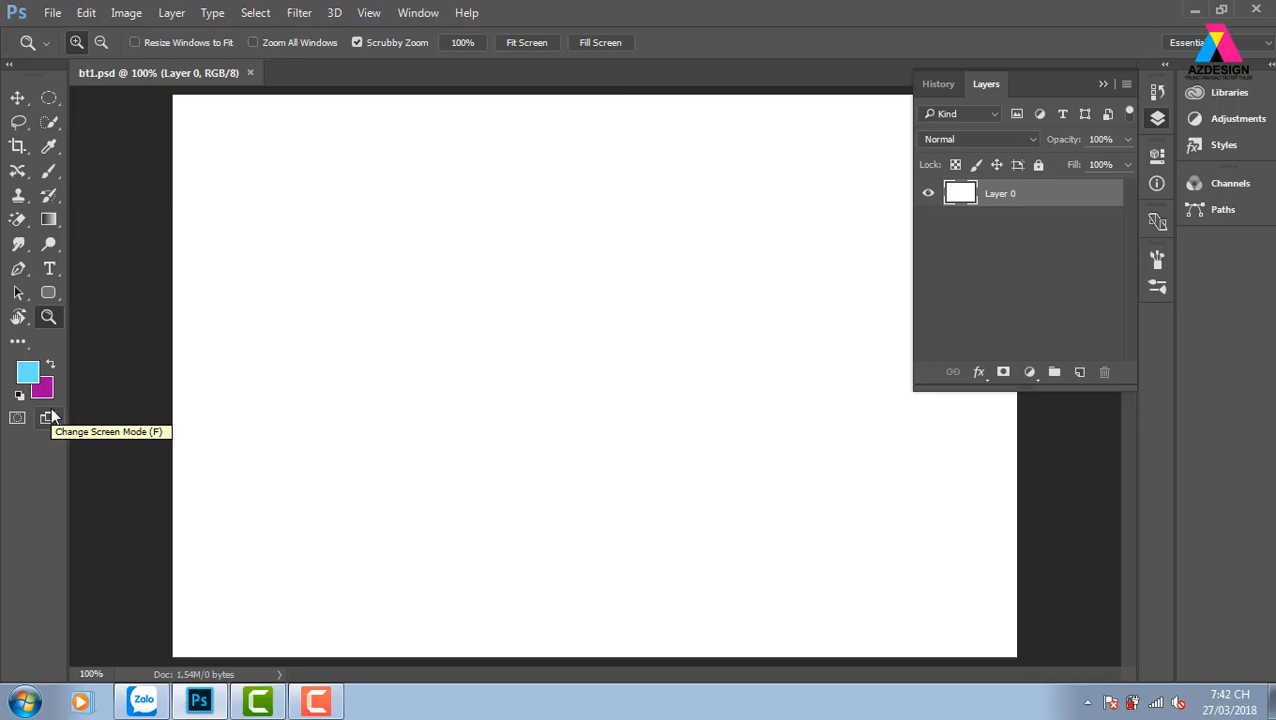 Ps File Edit Image Layer Type Select Filter 3D View Window Help
Resize Windows to Fit Zoom All Windows Scrubby Zoom 100% Fit Screen Fill Screen
AZDESIGN
bt1.psd @ 100% (Layer 0, RGB/8) ×
History Layers
Kind
Normal Opacity: 100%
Lock: Fill: 100%
Layer 0
fx
Libraries
Adjustments
Styles
Channels
Paths
T
Change Screen Mode (F)
100% Doc: 1,54M/0 bytes
Zalo Ps
7:42 CH
27/03/2018